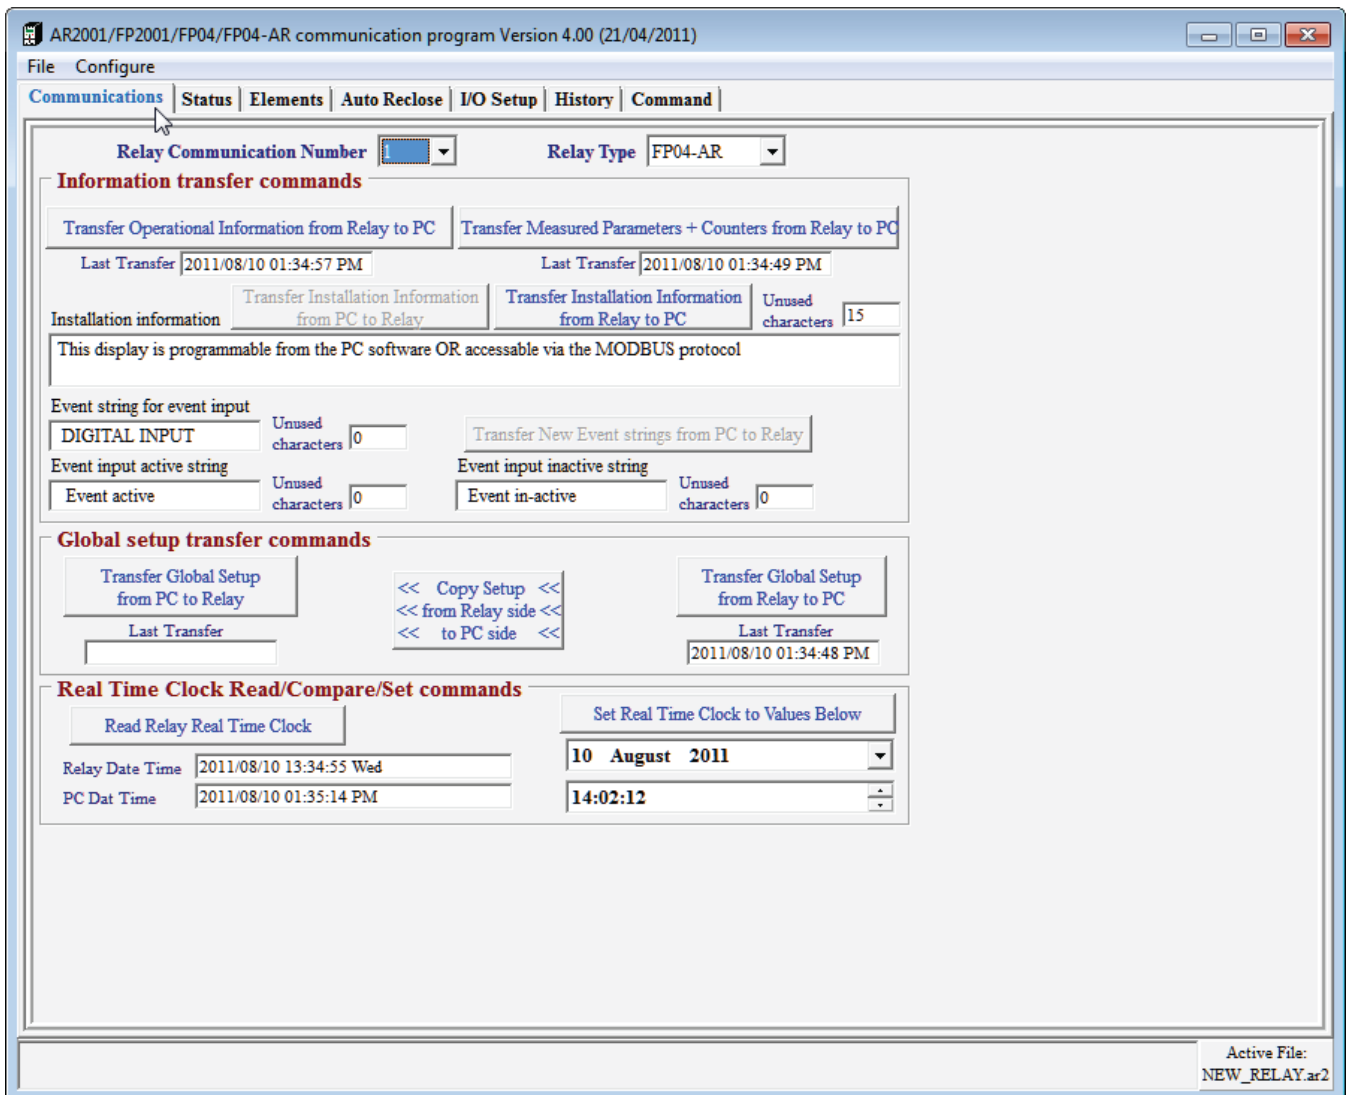 AR2001/FP2001/FP04/FP04-AR communication program Version 4.00 (21/04/2011)
File Configure
Communications Status Elements Auto Reclose I/O Setup History Command
Relay Communication Number 1 Relay Type FP04-AR
Information transfer commands
Transfer Operational Information from Relay to PC Transfer Measured Parameters + Counters from Relay to PC
Last Transfer 2011/08/10 01:34:57 PM Last Transfer 2011/08/10 01:34:49 PM
Transfer Installation Information Transfer Installation Information Unused
Installation information from PC to Relay from Relay to PC characters 15
This display is programmable from the PC software OR accessable via the MODBUS protocol
Event string for event input
DIGITAL INPUT Unused characters 0 Transfer New Event strings from PC to Relay
Event input active string Event input inactive string
Event active Unused characters 0 Event in-active Unused characters 0
Global setup transfer commands
Transfer Global Setup << Copy Setup << Transfer Global Setup
from PC to Relay << from Relay side << from Relay to PC
Last Transfer << to PC side << Last Transfer
2011/08/10 01:34:48 PM
Real Time Clock Read/Compare/Set commands
Read Relay Real Time Clock Set Real Time Clock to Values Below
Relay Date Time 2011/08/10 13:34:55 Wed 10 August 2011
PC Dat Time 2011/08/10 01:35:14 PM 14:02:12
Active File:
NEW_RELAY.ar2